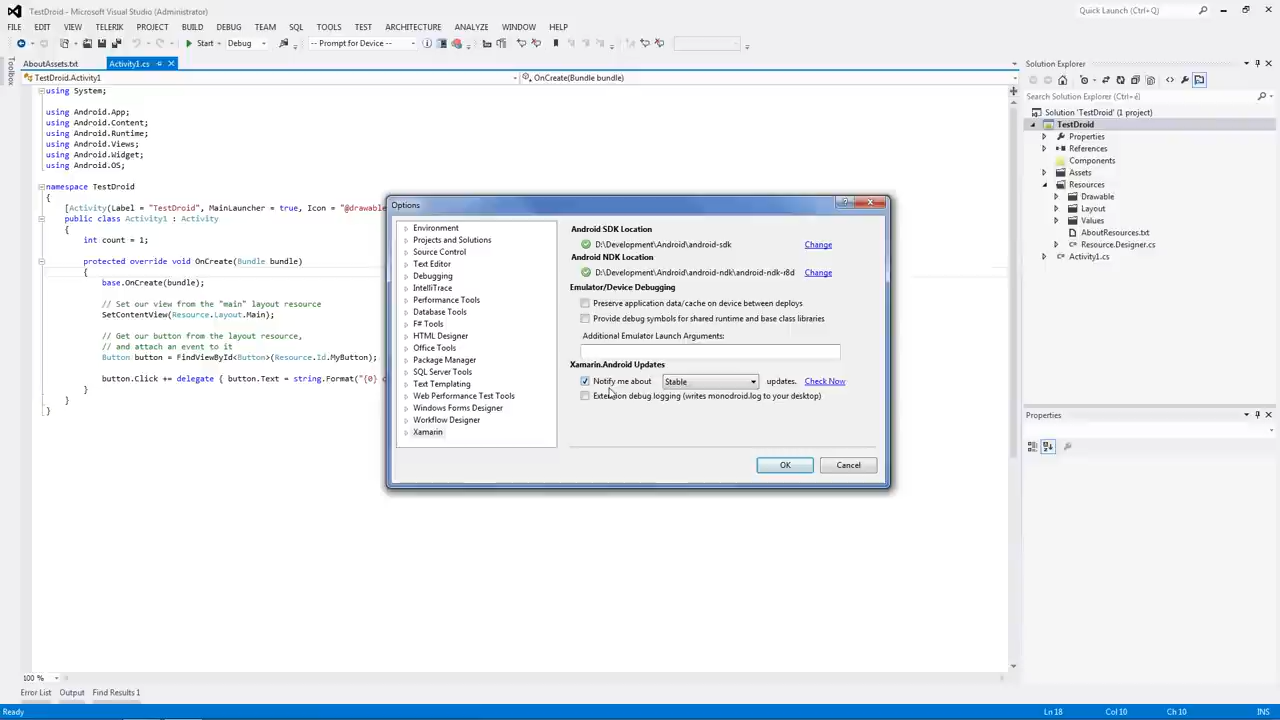 TestDroid - Microsoft Visual Studio (Administrator)
Quick Launch (Ctrl+)
FILE EDIT VIEW TELERIK PROJECT BUILD DEBUG TEAM SQL TOOLS TEST ARCHITECTURE ANALYZE WINDOW HELP
Start Debug -- Prompt for Device --
Toolbox
AboutAssets.txt Activity1.cs
TestDroid.Activity1 OnCreate(Bundle bundle)
using System;
using Android.App;
using Android.Content;
using Android.Runtime;
using Android.Views;
using Android.Widget;
using Android.OS;
namespace TestDroid
{
[Activity(Label = "TestDroid", MainLauncher = true, Icon = "@drawable
public class Activity1 : Activity
{
int count = 1;
protected override void OnCreate(Bundle bundle)
{
base.OnCreate(bundle);
// Set our view from the "main" layout resource
SetContentView(Resource.Layout.Main);
// Get our button from the layout resource,
// and attach an event to it
Button button = FindViewById<Button>(Resource.Id.MyButton);
button.Click += delegate { button.Text = string.Format("{0} c
}
}
}
Options
Environment
Projects and Solutions
Source Control
Text Editor
Debugging
IntelliTrace
Performance Tools
Database Tools
F# Tools
HTML Designer
Office Tools
Package Manager
SQL Server Tools
Text Templating
Web Performance Test Tools
Windows Forms Designer
Workflow Designer
Xamarin
Android SDK Location
D:\Development\Android\android-sdk Change
Android NDK Location
D:\Development\Android\android-ndk\android-ndk-r8d Change
Emulator/Device Debugging
Preserve application data/cache on device between deploys
Provide debug symbols for shared runtime and base class libraries
Additional Emulator Launch Arguments:
Xamarin.Android Updates
Notify me about Stable updates. Check Now
Extension debug logging (writes monodroid.log to your desktop)
OK Cancel
Solution Explorer
Search Solution Explorer (Ctrl+é)
Solution 'TestDroid' (1 project)
TestDroid
Properties
References
Components
Assets
Resources
Drawable
Layout
Values
AboutResources.txt
Resource.Designer.cs
Activity1.cs
Properties
100 %
Error List Output Find Results 1
Ready Ln 18 Col 10 Ch 10 INS